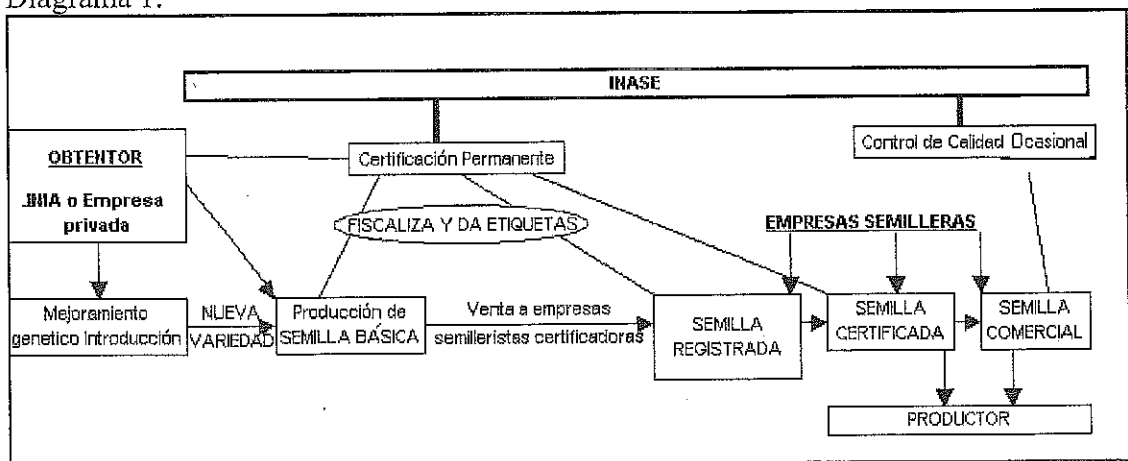 Diagrama 1.
INASE
OBTENTOR
INIA o Empresa
privada
Certificación Permanente
Control de Calidad Ocasional
FISCALIZA Y DA ETIQUETAS
EMPRESAS SEMILLERAS
Mejoramiento
genetico Introducción
NUEVA
VARIEDAD
Producción de
SEMILLA BÁSICA
Venta a empresas
semilleristas certificadoras
SEMILLA
REGISTRADA
SEMILLA
CERTIFICADA
SEMILLA
COMERCIAL
PRODUCTOR